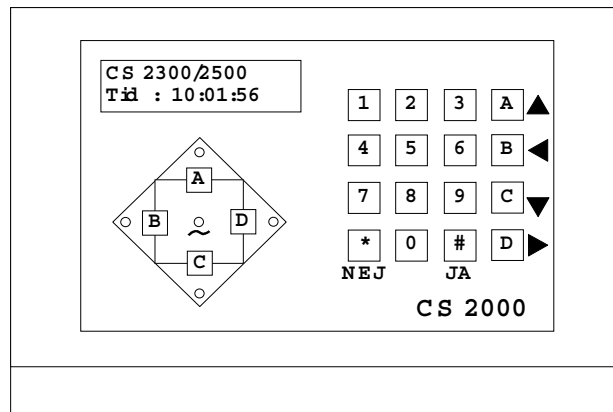 CS 2300/2500
Tid : 10:01:56
1 2 3 A
4 5 6 B
7 8 9 C
* 0 # D
NEJ JA
A
B D
~
C
CS 2000